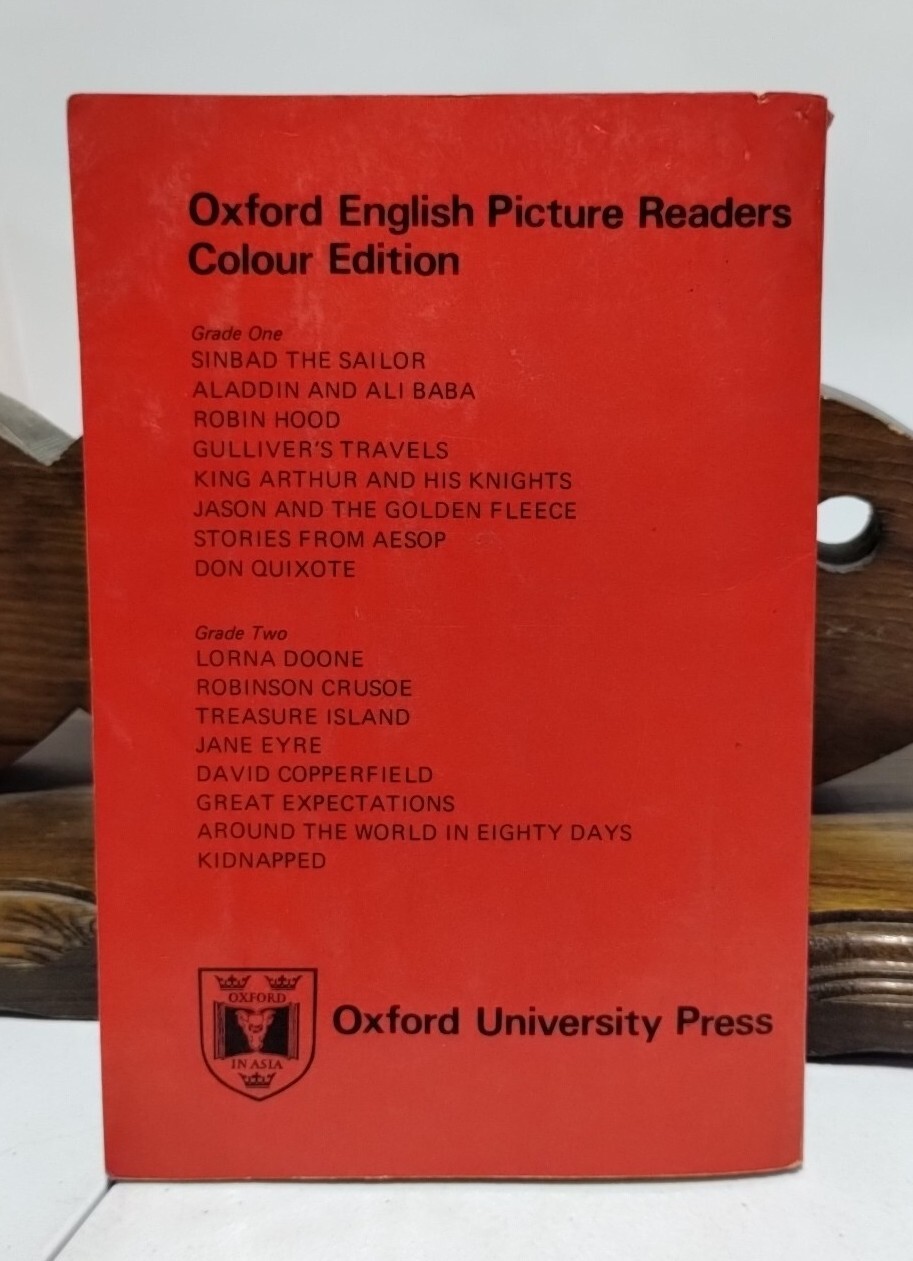 Oxford English Picture Readers
Colour Edition
Grade One
SINBAD THE SAILOR
ALADDIN AND ALI BABA
ROBIN HOOD
GULLIVER'S TRAVELS
KING ARTHUR AND HIS KNIGHTS
JASON AND THE GOLDEN FLEECE
STORIES FROM AESOP
DON QUIXOTE
Grade Two
LORNA DOONE
ROBINSON CRUSOE
TREASURE ISLAND
JANE EYRE
DAVID COPPERFIELD
GREAT EXPECTATIONS
AROUND THE WORLD IN EIGHTY DAYS
KIDNAPPED
OXFORD
IN ASIA
Oxford University Press